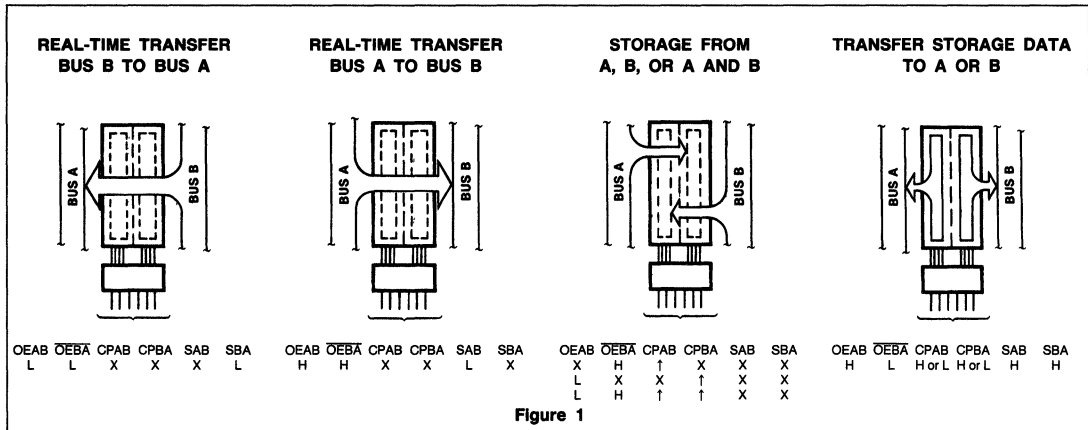 REAL-TIME TRANSFER
BUS B TO BUS A
BUS A
BUS B
OEAB OEBA CPAB CPBA SAB SBA
L L X X X L
REAL-TIME TRANSFER
BUS A TO BUS B
BUS A
BUS B
OEAB OEBA CPAB CPBA SAB SBA
H H X X L X
STORAGE FROM
A, B, OR A AND B
BUS A
BUS B
OEAB OEBA CPAB CPBA SAB SBA
X H ↑ X X X
L X X ↑ X X
L H ↑ ↑ X X
TRANSFER STORAGE DATA
TO A OR B
BUS A
BUS B
OEAB OEBA CPAB CPBA SAB SBA
H L H or L H or L H H
Figure 1